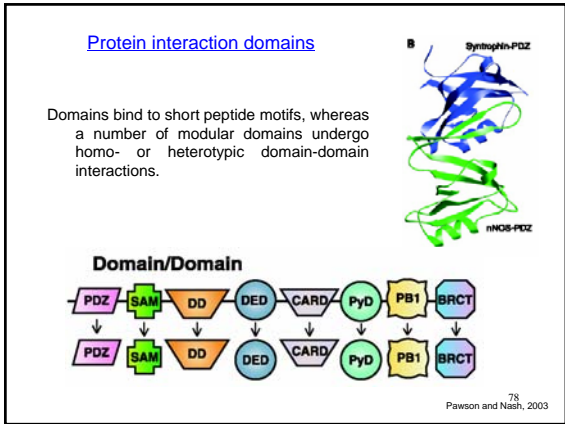 Protein interaction domains
B
Syntrophin-PDZ
Domains bind to short peptide motifs, whereas
a number of modular domains undergo
homo- or heterotypic domain-domain
interactions.
nNOS-PDZ
Domain/Domain
PDZ SAM DD DED CARD PyD PB1 BRCT
PDZ SAM DD DED CARD PyD PB1 BRCT
78
Pawson and Nash, 2003